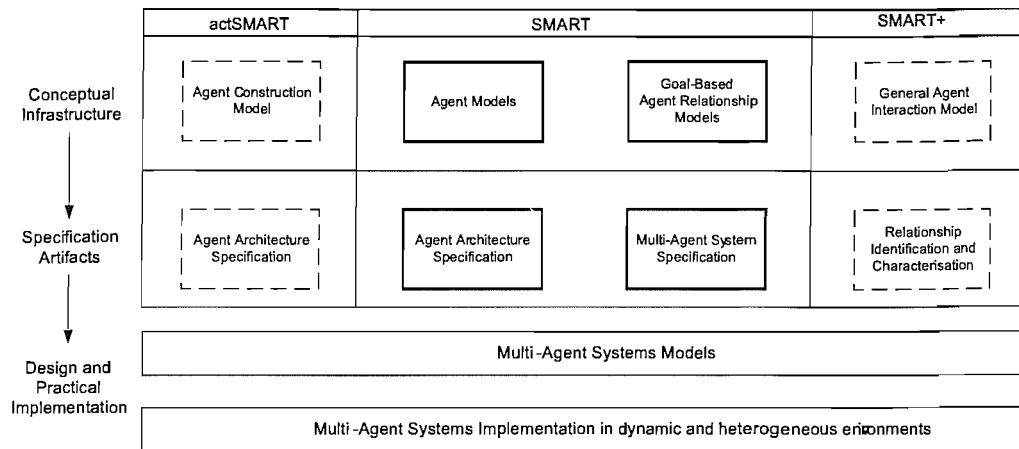 actSMART
SMART
SMART+
Conceptual
Infrastructure
Agent Construction
Model
Agent Models
Goal-Based
Agent Relationship
Models
General Agent
Interaction Model
Specification
Artifacts
Agent Architecture
Specification
Agent Architecture
Specification
Multi-Agent System
Specification
Relationship
Identification and
Characterisation
Design and
Practical
Implementation
Multi-Agent Systems Models
Multi-Agent Systems Implementation in dynamic and heterogeneous